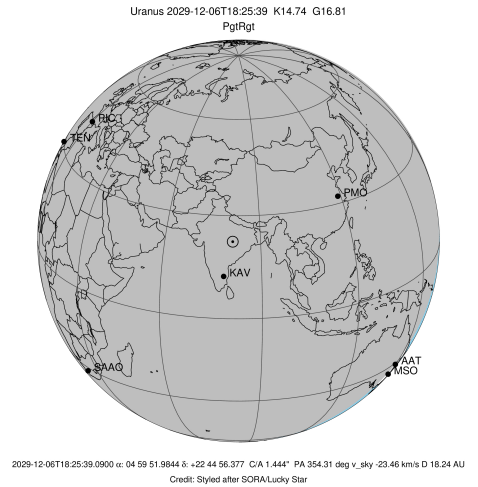 Uranus 2029-12-06T18:25:39 K14.74 G16.81
PgtRgt
PIC
TEN
PMO
KAV
SAAO
AAT
MSO
2029-12-06T18:25:39.0900 α: 04 59 51.9844 δ: +22 44 56.377 C/A 1.444" PA 354.31 deg v_sky -23.46 km/s D 18.24 AU
Credit: Styled after SORA/Lucky Star